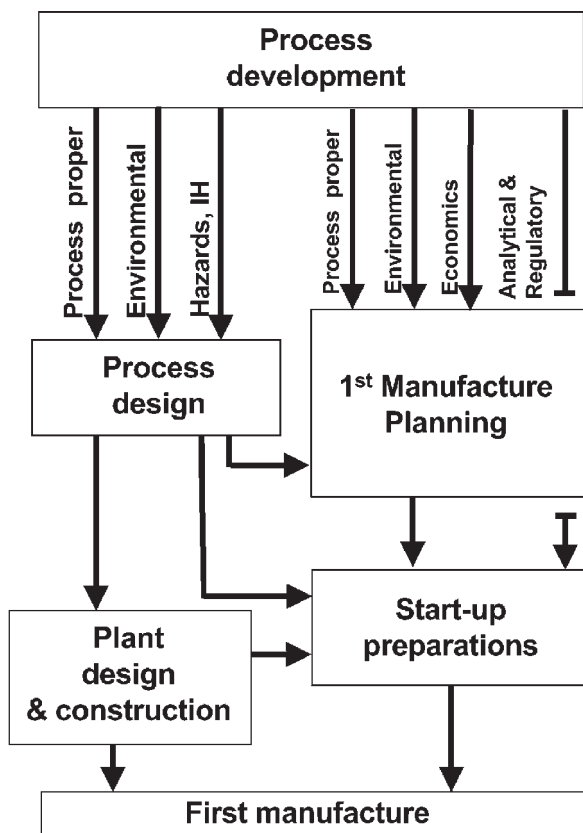 Process
development
Process proper
Environmental
Hazards, IH
Process proper
Environmental
Economics
Analytical &
Regulatory
Process
design
1st Manufacture
Planning
Plant
design
& construction
Start-up
preparations
First manufacture